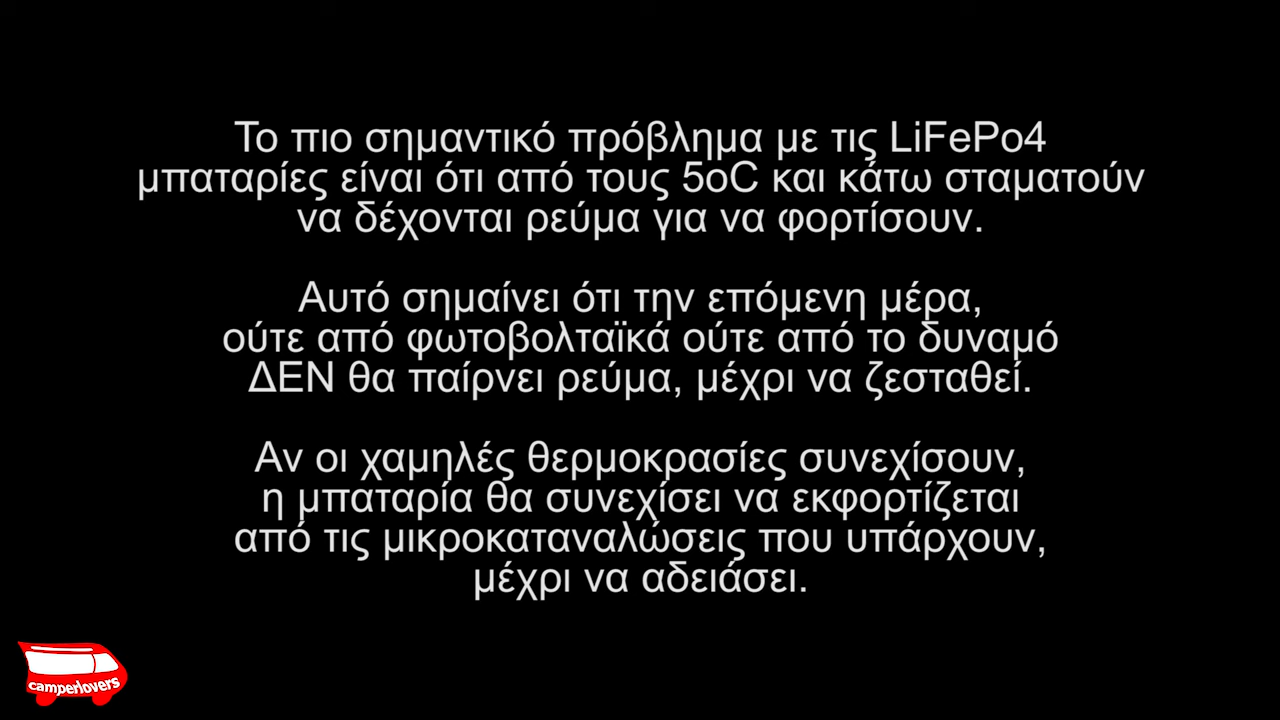 Το πιο σημαντικό πρόβλημα με τις LiFePo4
μπαταρίες είναι ότι από τους 5oC και κάτω σταματούν
να δέχονται ρεύμα για να φορτίσουν.
Αυτό σημαίνει ότι την επόμενη μέρα,
ούτε από φωτοβολταϊκά ούτε από το δυναμό
ΔΕΝ θα παίρνει ρεύμα, μέχρι να ζεσταθεί.
Αν οι χαμηλές θερμοκρασίες συνεχίσουν,
η μπαταρία θα συνεχίσει να εκφορτίζεται
από τις μικροκαταναλώσεις που υπάρχουν,
μέχρι να αδειάσει.
camperlovers